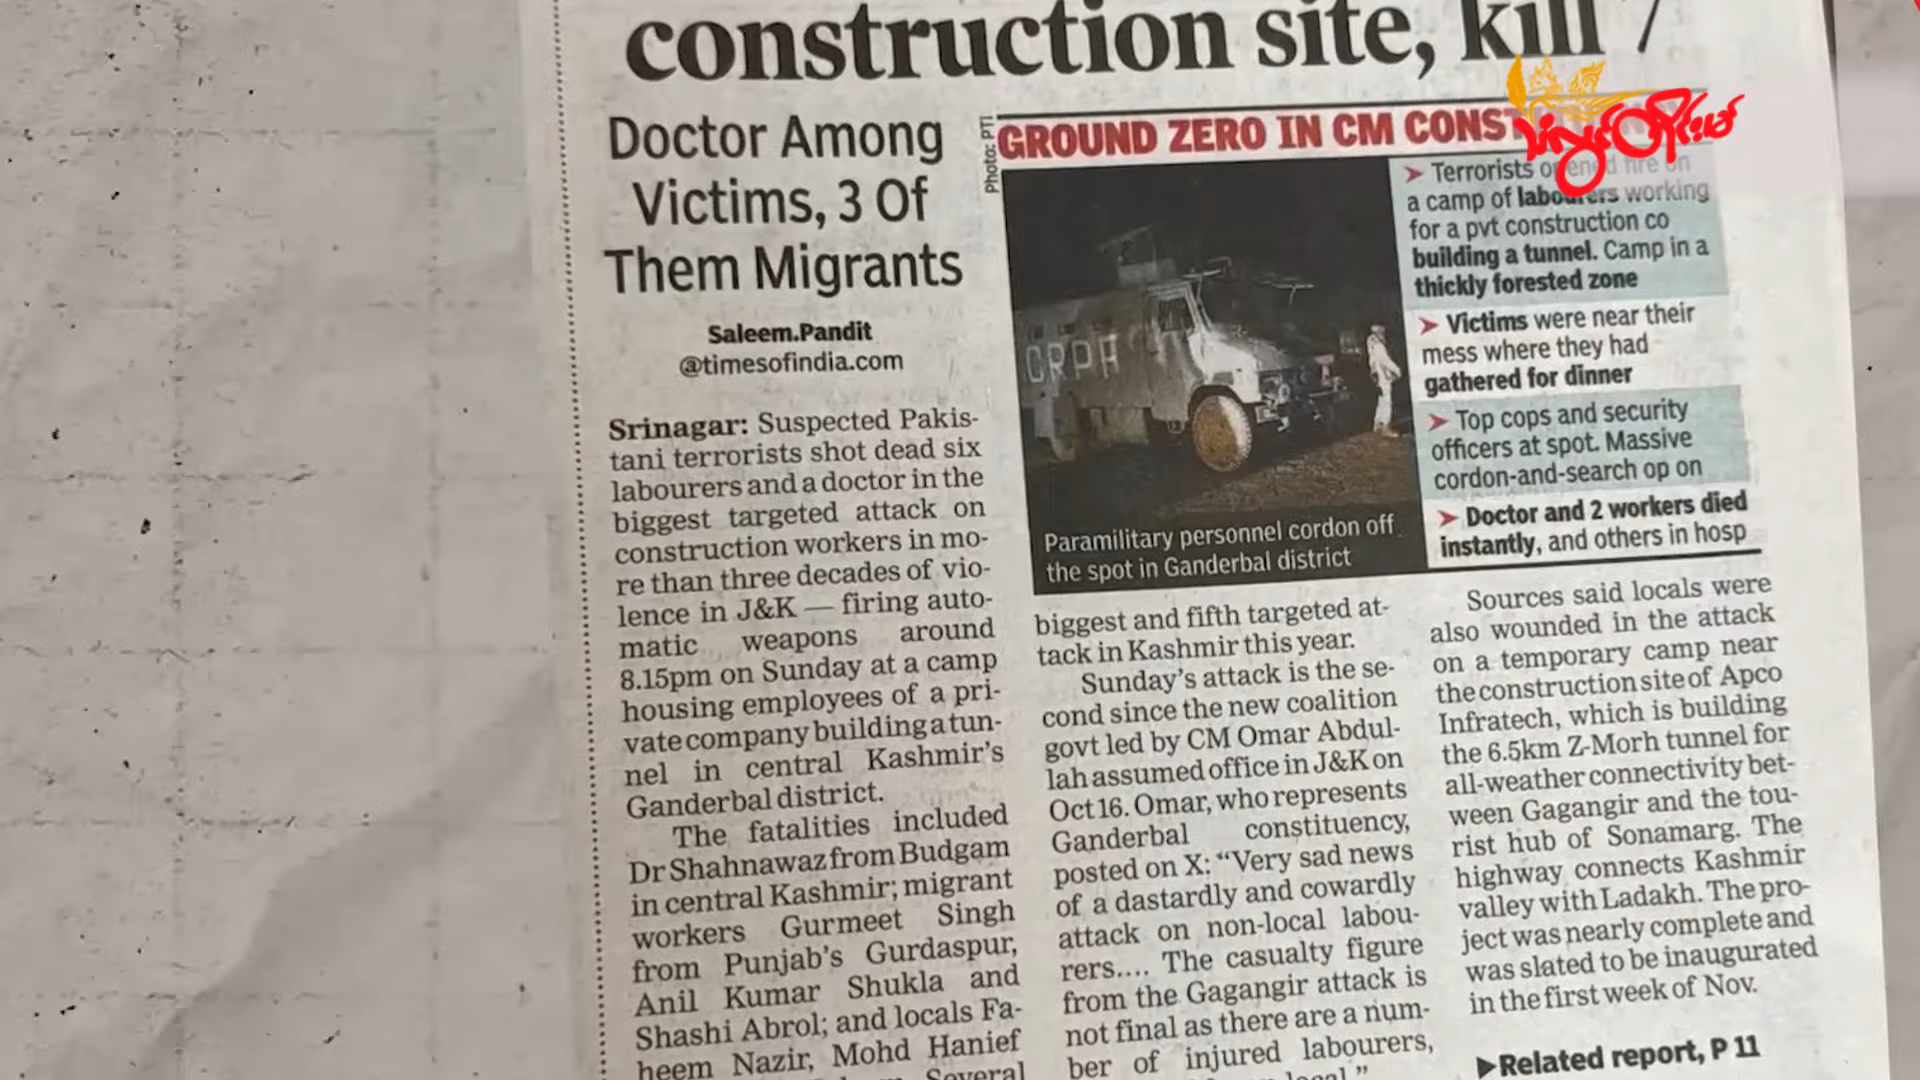 construction site, kill 7
Doctor Among
Victims, 3 Of
Them Migrants
Saleem.Pandit
@timesofindia.com
Srinagar: Suspected Pakis-
tani terrorists shot dead six
labourers and a doctor in the
biggest targeted attack on
construction workers in mo-
re than three decades of vio-
lence in J&K — firing auto-
matic weapons around
8.15pm on Sunday at a camp
housing employees of a pri-
vate company building a tun-
nel in central Kashmir's
Ganderbal district.
The fatalities included
Dr Shahnawaz from Budgam
in central Kashmir; migrant
workers Gurmeet Singh
from Punjab's Gurdaspur,
Anil Kumar Shukla and
Shashi Abrol; and locals Fa-
heem Nazir, Mohd Hanief
Several
Photo: PTI
GROUND ZERO IN CM
CRPF
Paramilitary personnel cordon off
the spot in Ganderbal district
➤ Terrorists opened fire on
a camp of labourers working
for a pvt construction co
building a tunnel. Camp in a
thickly forested zone
➤ Victims were near their
mess where they had
gathered for dinner
➤ Top cops and security
officers at spot. Massive
cordon-and-search op on
➤ Doctor and 2 workers died
instantly, and others in hosp
biggest and fifth targeted at-
tack in Kashmir this year.
Sunday's attack is the se-
cond since the new coalition
govt led by CM Omar Abdul-
lah assumed office in J&K on
Oct 16. Omar, who represents
Ganderbal constituency,
posted on X: “Very sad news
of a dastardly and cowardly
attack on non-local labou-
rers.... The casualty figure
from the Gagangir attack is
not final as there are a num-
ber of injured labourers,
Sources said locals were
also wounded in the attack
on a temporary camp near
the construction site of Apco
Infratech, which is building
the 6.5km Z-Morh tunnel for
all-weather connectivity bet-
ween Gagangir and the tou-
rist hub of Sonamarg. The
highway connects Kashmir
valley with Ladakh. The pro-
ject was nearly complete and
was slated to be inaugurated
in the first week of Nov.
▶Related report, P 11